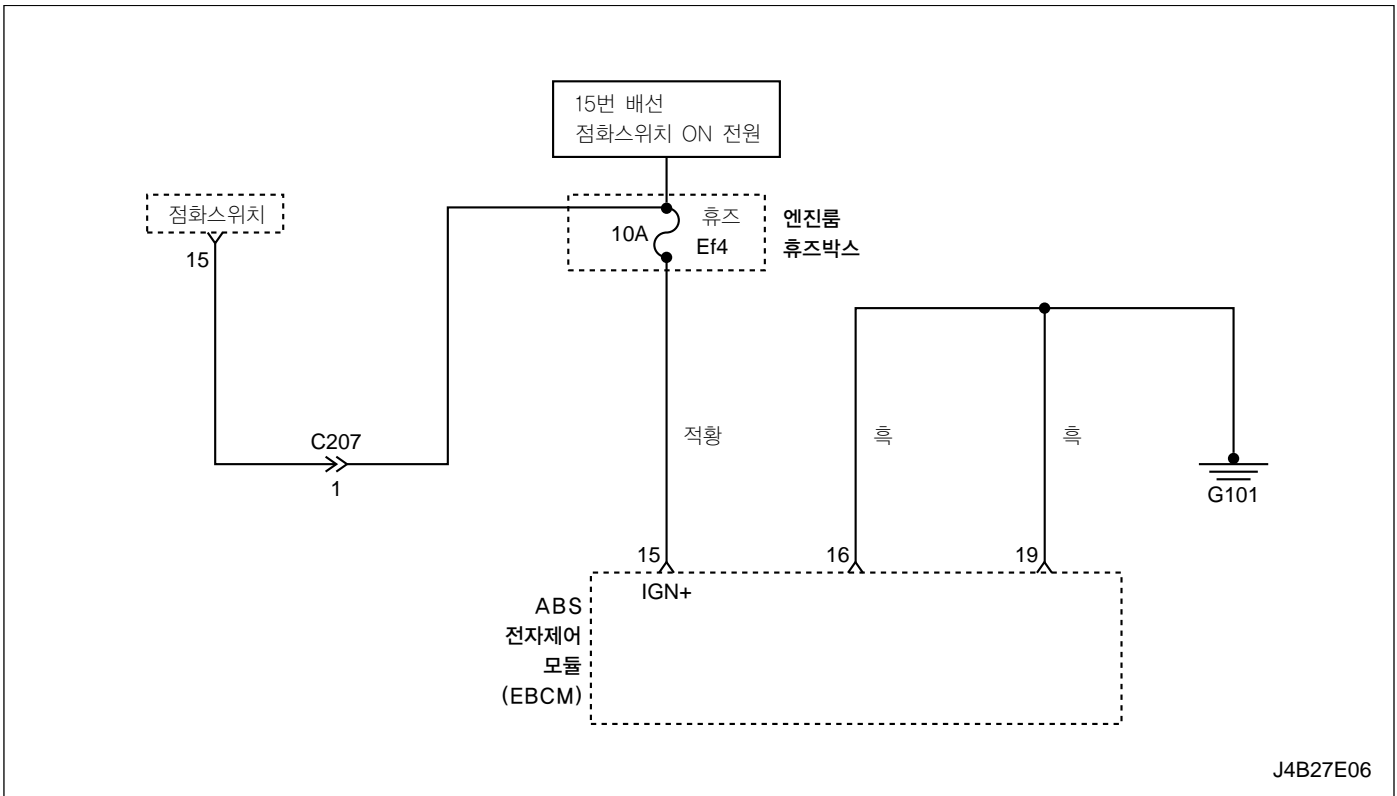 15번 배선
점화스위치 ON 전원
점화스위치
15
10A
휴즈
Ef4
엔진룸
휴즈박스
C207
1
적황
흑
흑
G101
15
16
19
IGN+
ABS
전자제어
모듈
(EBCM)
J4B27E06